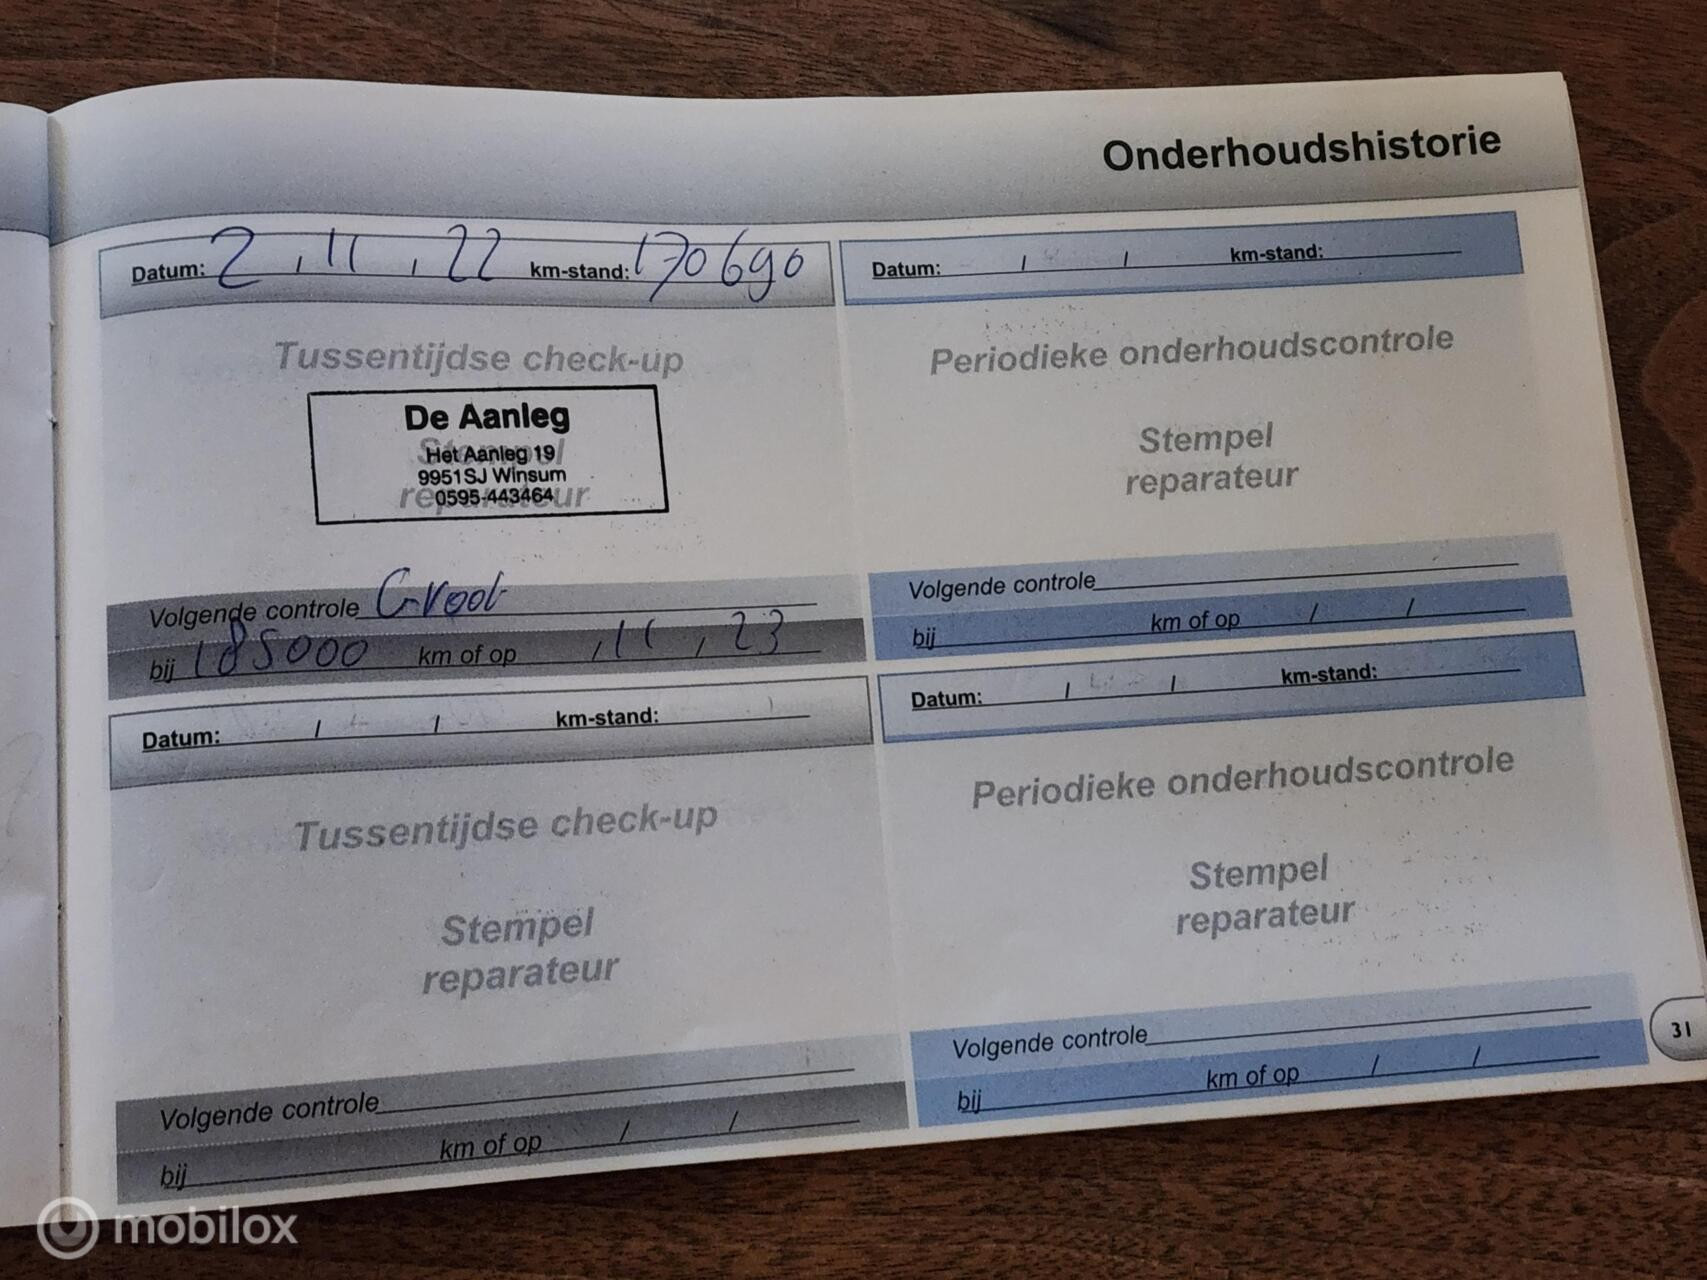 Onderhoudshistorie
Datum: 2 / 11 / 22 km-stand: 170690
Tussentijdse check-up
De Aanleg
Stempel
Het Aanleg 19
9951SJ Winsum
reparateur
0595-443464
Volgende controle Groot
bij 185000 km of op / 11 / 23
Datum: / / km-stand:
Periodieke onderhoudscontrole
Stempel
reparateur
Volgende controle
bij km of op / /
Datum: / / km-stand:
Tussentijdse check-up
Stempel
reparateur
Volgende controle
bij km of op / /
Datum: / / km-stand:
Periodieke onderhoudscontrole
Stempel
reparateur
Volgende controle
bij km of op / /
31
mobilox